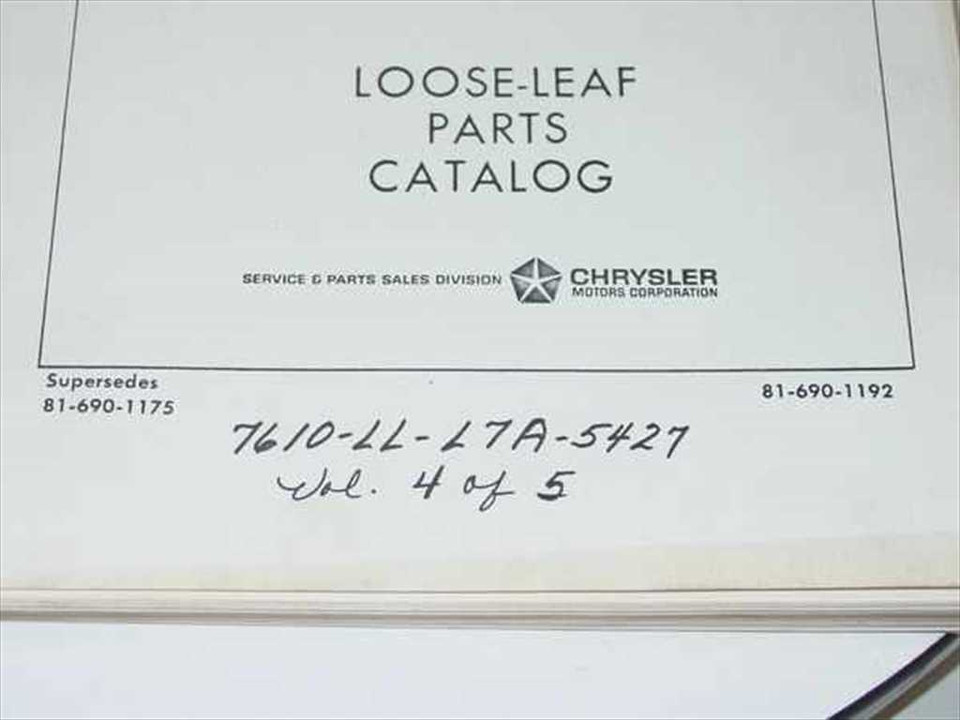 LOOSE-LEAF
PARTS
CATALOG
SERVICE & PARTS SALES DIVISION CHRYSLER
MOTORS CORPORATION
Supersedes
81-690-1175
81-690-1192
7610-LL-L7A-5427
Vol. 4 of 5